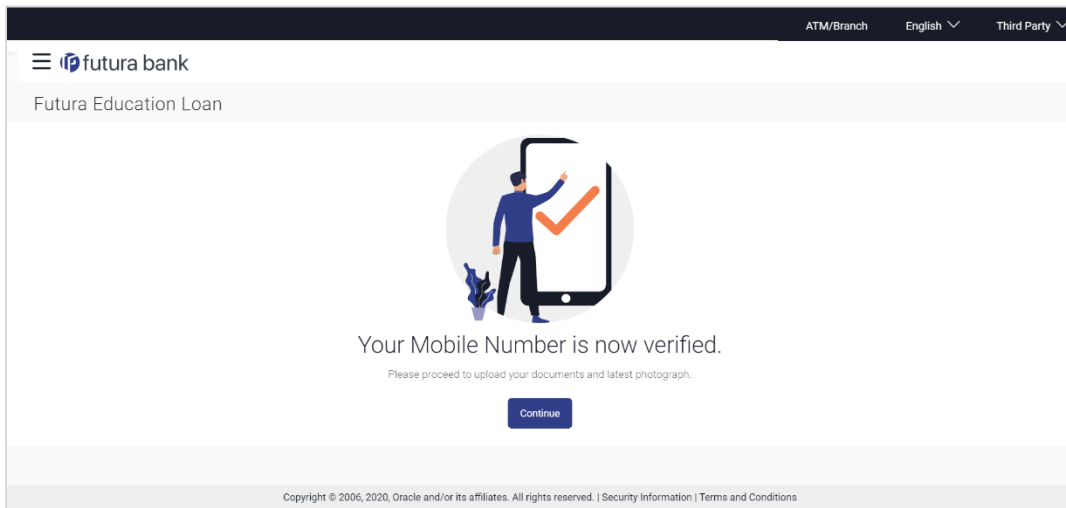 ATM/Branch English Third Party
futura bank
Futura Education Loan
Your Mobile Number is now verified.
Please proceed to upload your documents and latest photograph.
Continue
Copyright © 2006, 2020, Oracle and/or its affiliates. All rights reserved. | Security Information | Terms and Conditions